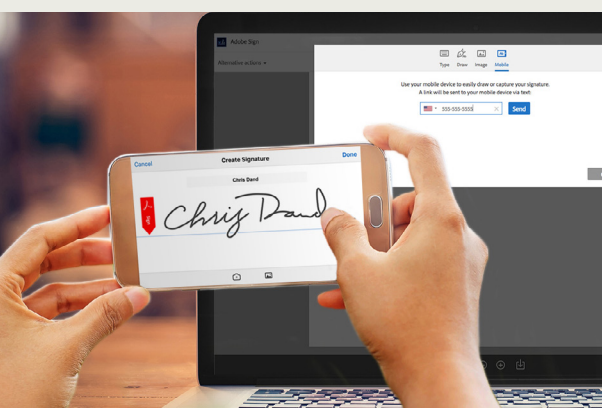 Adobe Sign
Alternative actions
Type Draw Image Mobile
Use your mobile device to easily draw or capture your signature.
A link will be sent to your mobile device via text.
555-555-5555 Send
Cancel Create Signature Done
Chris Dand
Chris Dand